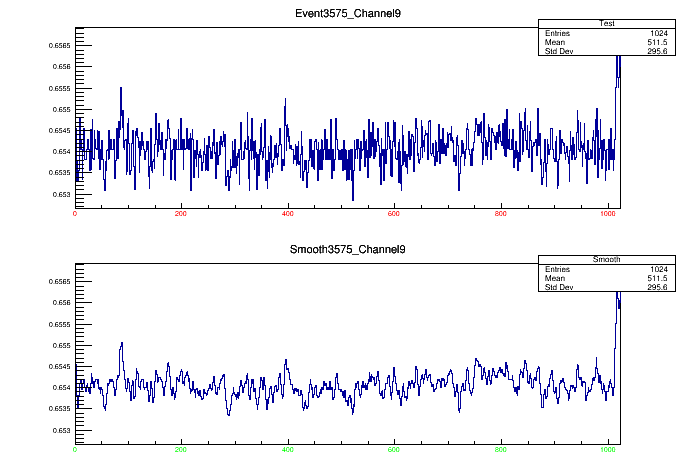 Event3575_Channel9
Test
Entries 1024
Mean 511.5
Std Dev 295.6
0.6565
0.656
0.6555
0.655
0.6545
0.654
0.6535
0.653
0 200 400 600 800 1000
Smooth3575_Channel9
Smooth
Entries 1024
Mean 511.5
Std Dev 295.6
0.6565
0.656
0.6555
0.655
0.6545
0.654
0.6535
0.653
0 200 400 600 800 1000